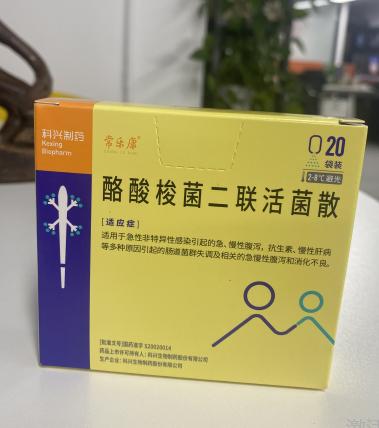 科兴制药
Kexing
Biopharm
常乐康
20
袋装
2-8℃避光
酪酸梭菌二联活菌散
[适应症]
适用于急性非特异性感染引起的急、慢性腹泻，抗生素、慢性肝病
等多种原因引起的肠道菌群失调及相关的急慢性腹泻和消化不良。
[批准文号]国药准字 S20020014
药品上市许可持有人：科兴生物制药股份有限公司
生产企业：科兴生物制药股份有限公司